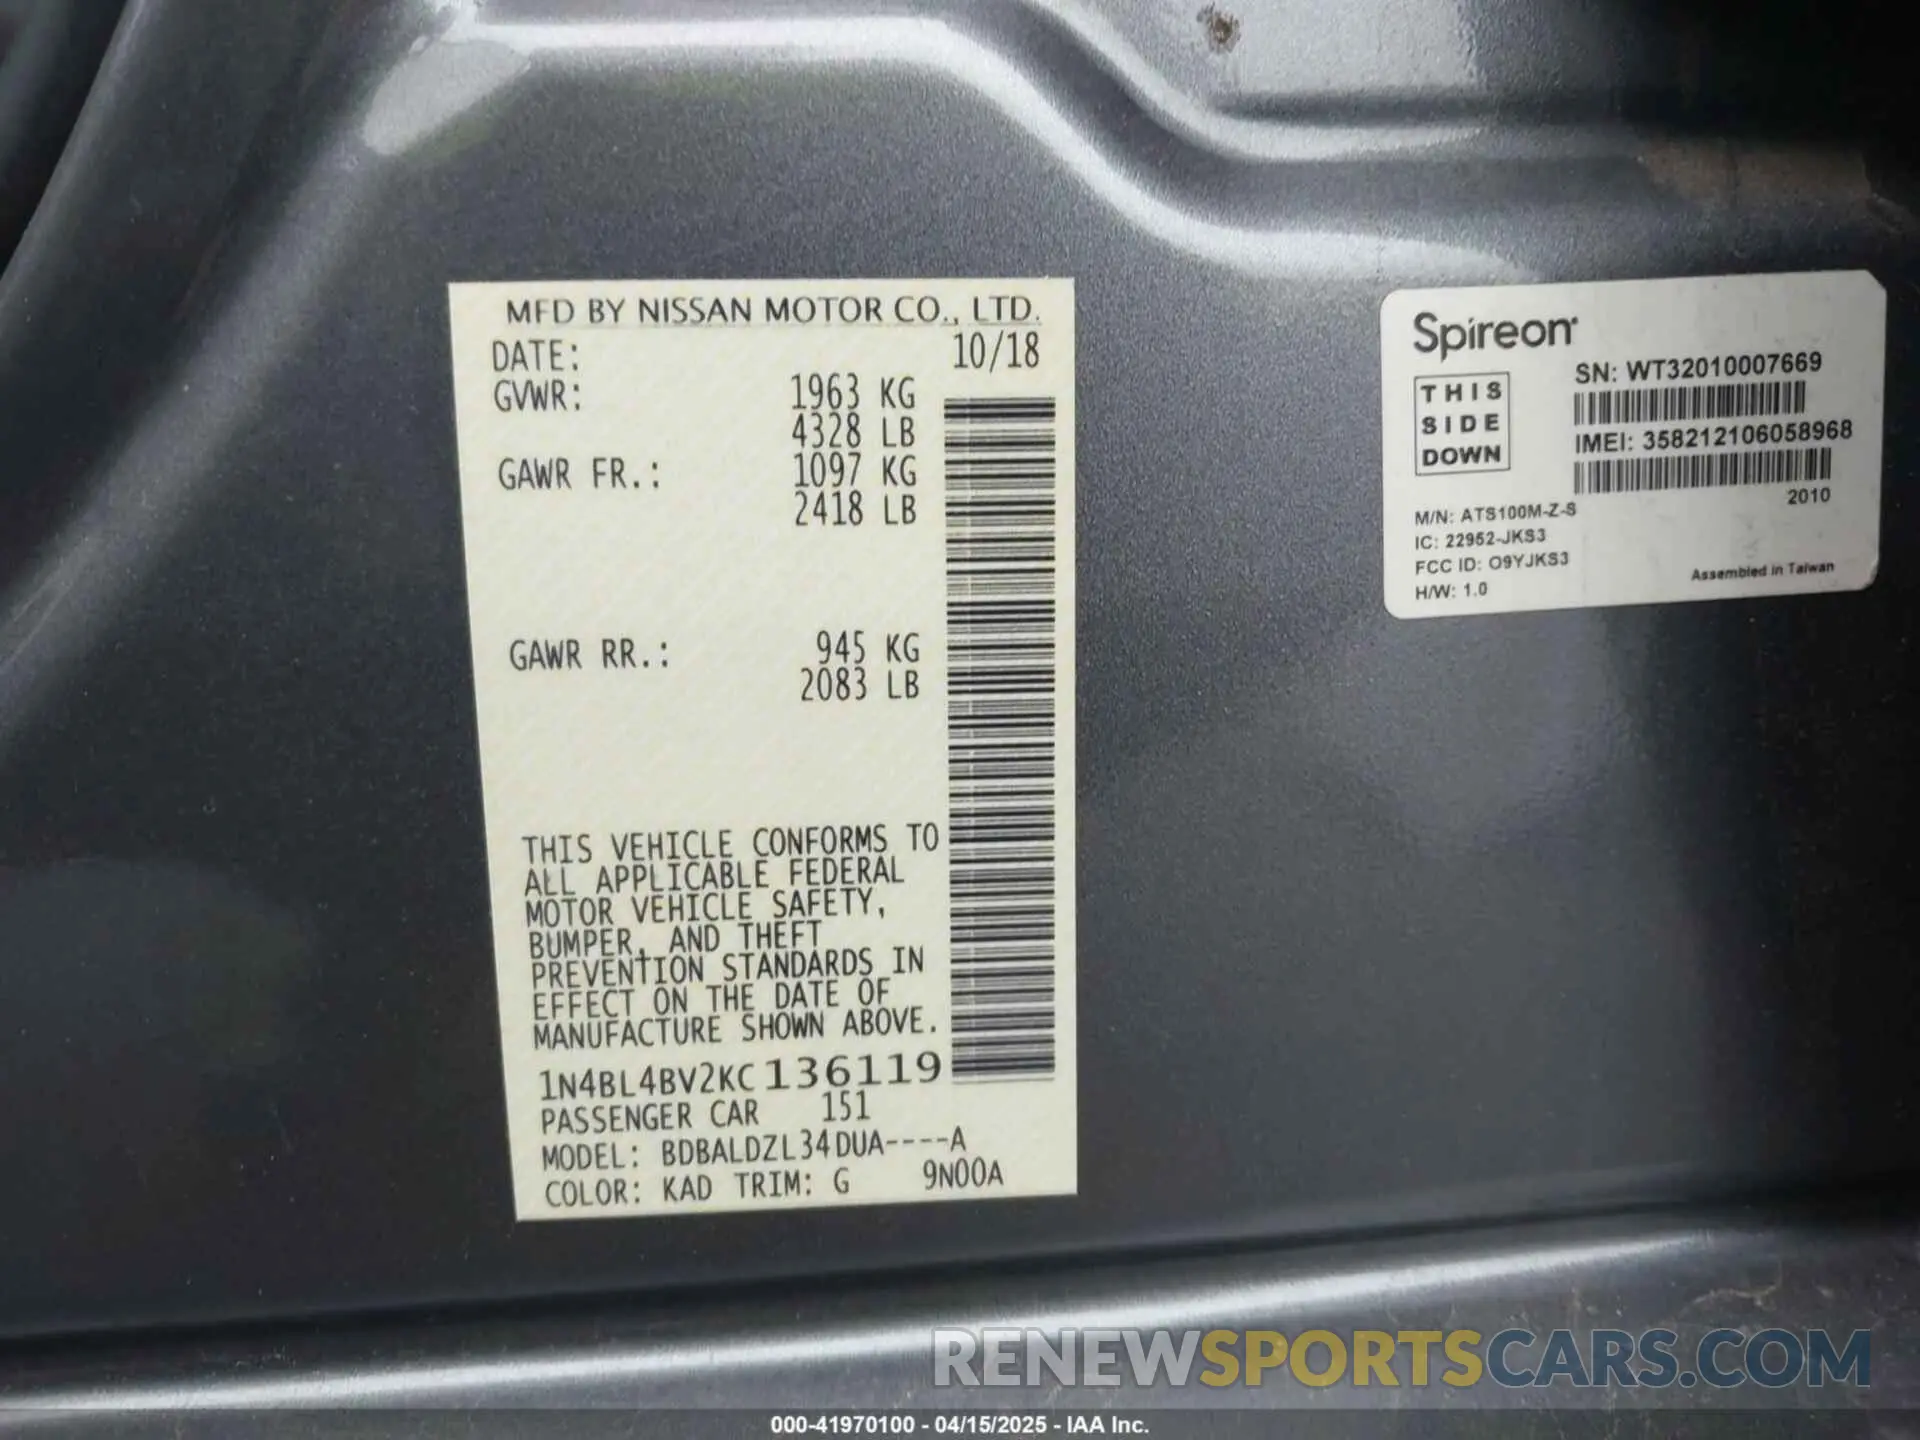 MFD BY NISSAN MOTOR CO., LTD.
DATE: 10/18
GVWR: 1963 KG
4328 LB
GAWR FR.: 1097 KG
2418 LB
GAWR RR.: 945 KG
2083 LB
THIS VEHICLE CONFORMS TO
ALL APPLICABLE FEDERAL
MOTOR VEHICLE SAFETY,
BUMPER, AND THEFT
PREVENTION STANDARDS IN
EFFECT ON THE DATE OF
MANUFACTURE SHOWN ABOVE.
1N4BL4BV2KC136119
PASSENGER CAR 151
MODEL: BDBALDZL34DUA----A
COLOR: KAD TRIM: G 9N00A
Spireon
THIS
SIDE
DOWN
SN: WT32010007669
IMEI: 358212106058968
2010
M/N: ATS100M-Z-S
IC: 22952-JKS3
FCC ID: O9YJKS3
H/W: 1.0
Assembled in Taiwan
RENEWSPORTSCARS.COM
000-41970100 - 04/15/2025 - IAA Inc.